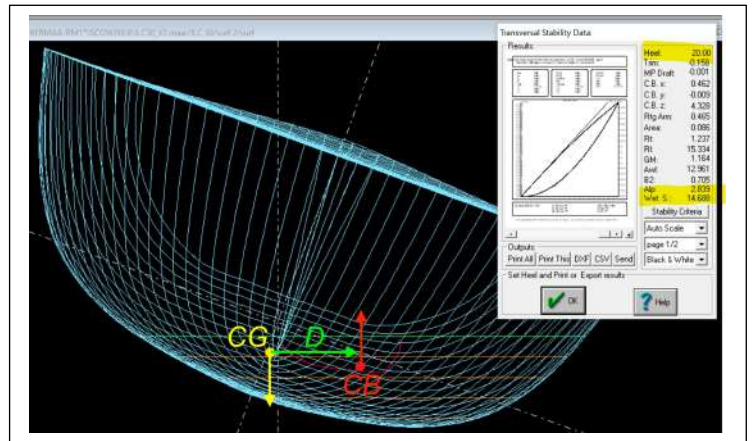 Transversal Stability Data
Results:
Heel: 20.00
Trim: -0.158
MP Draft -0.001
C.B. x: 0.462
C.B. y: -0.009
C.B. z: 4.328
Rtg Arm: 0.465
Area: 0.086
Rt: 1.237
Rl: 15.334
GM: 1.164
Awl: 12.961
B2: 0.705
Alp: 2.839
Wet. S.: 14.688
Stability Criteria
Auto Scale
page 1/2
Black & White
Outputs
Print All Print This DXF CSV Send
Set Heel and Print or Export results
OK
? Help
CG
D
CB